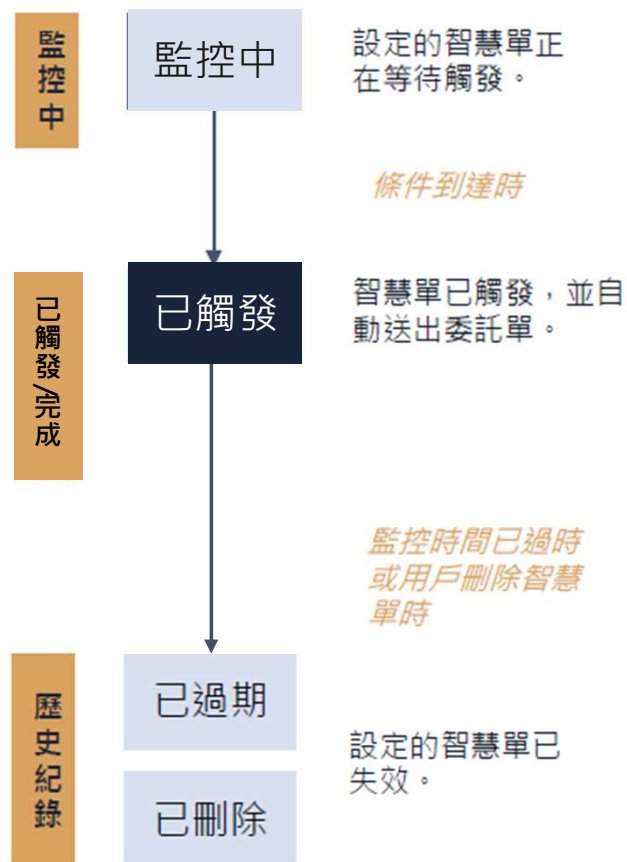 監控中
監控中
設定的智慧單正
在等待觸發。
條件到達時
已觸發/完成
已觸發
智慧單已觸發，並自
動送出委託單。
監控時間已過時
或用戶刪除智慧
單時
歷史紀錄
已過期
設定的智慧單已
失效。
已刪除